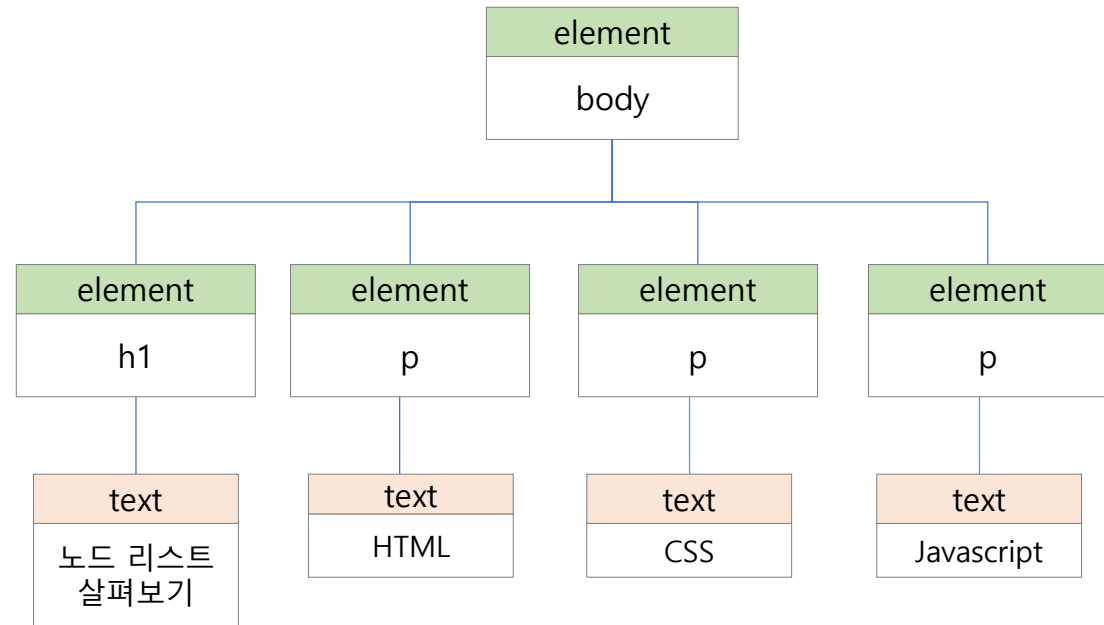 element
body
element
h1
element
p
element
p
element
p
text
노드 리스트
살펴보기
text
HTML
text
CSS
text
Javascript